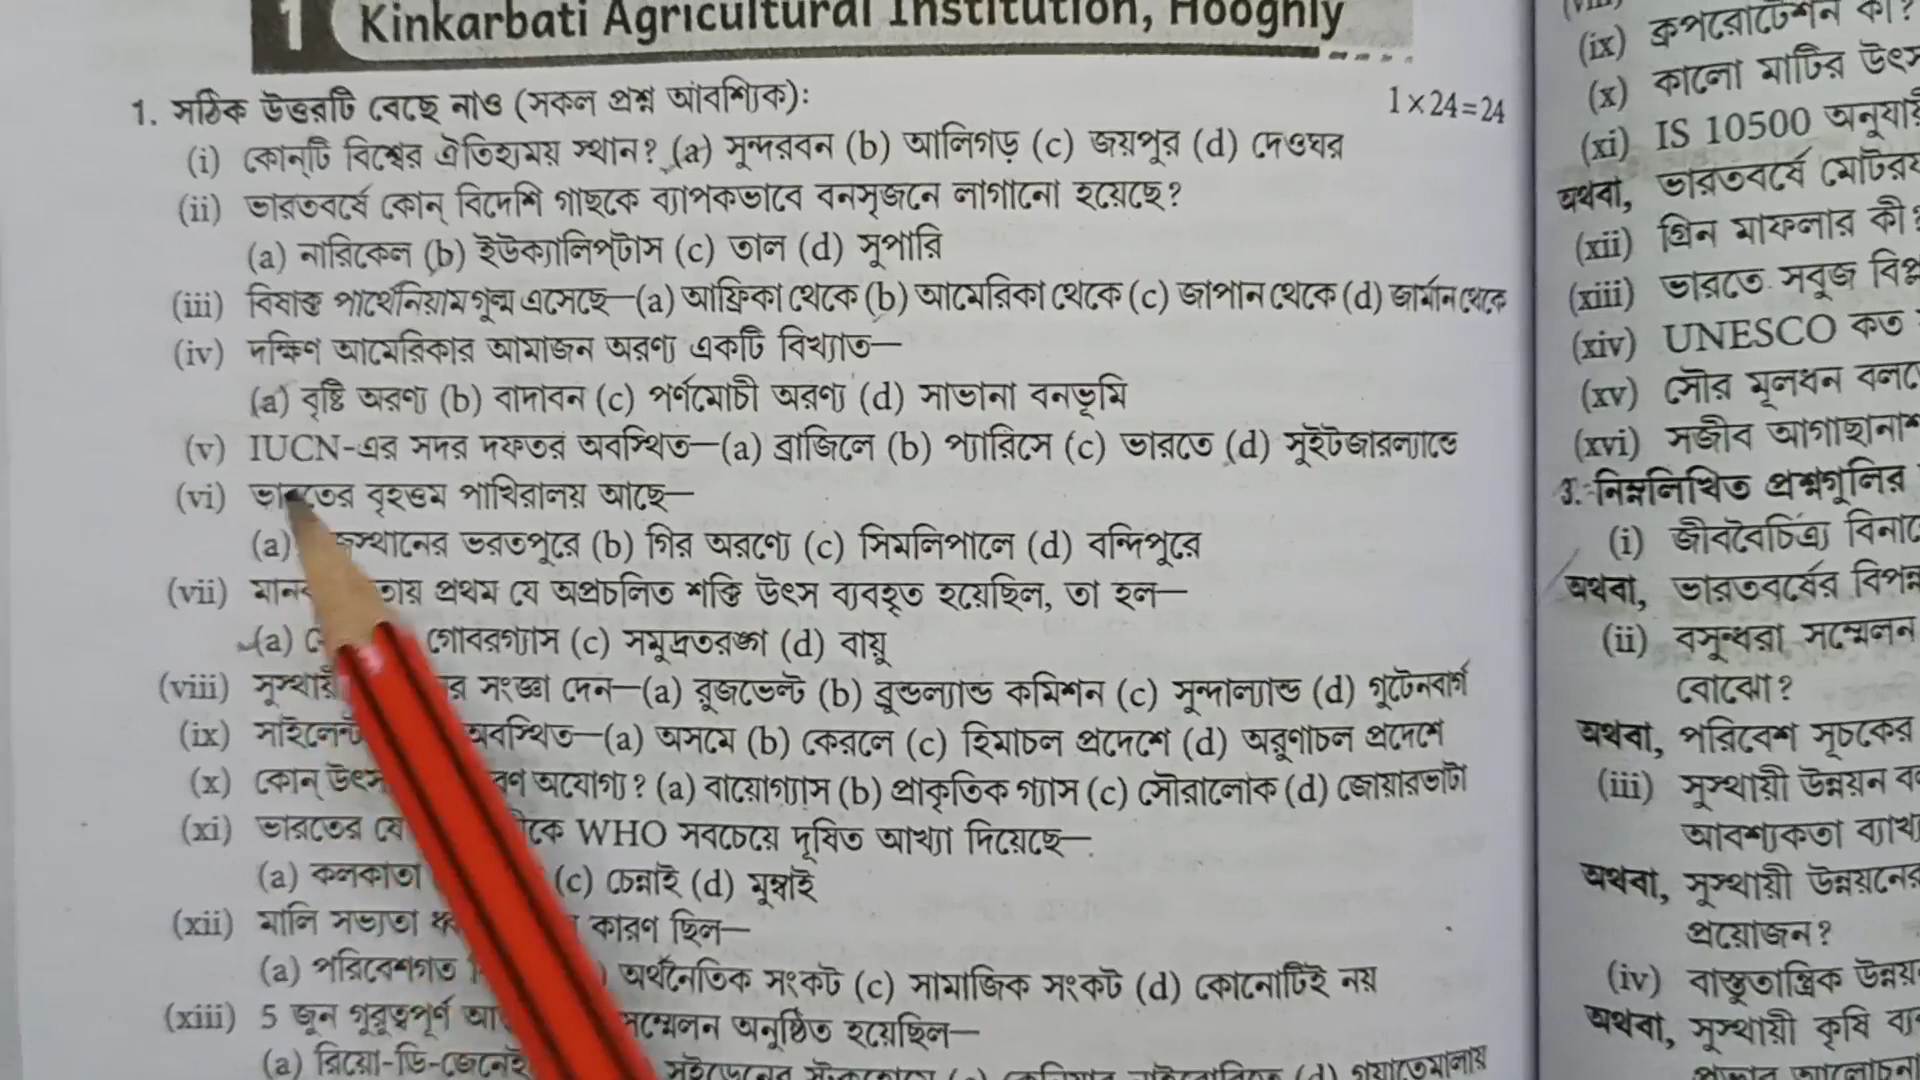 1 Kinkarbati Agricultural Institution, Hooghly
1. সঠিক উত্তরটি বেছে নাও (সকল প্রশ্ন আবশ্যিক): 1×24=24
(i) কোন্‌টি বিশ্বের ঐতিহ্যময় স্থান? (a) সুন্দরবন (b) আলিগড় (c) জয়পুর (d) দেওঘর
(ii) ভারতবর্ষে কোন্ বিদেশি গাছকে ব্যাপকভাবে বনসৃজনে লাগানো হয়েছে?
(a) নারিকেল (b) ইউক্যালিপ্‌টাস (c) তাল (d) সুপারি
(iii) বিষাক্ত পার্থেনিয়াম গুল্ম এসেছে—(a) আফ্রিকা থেকে (b) আমেরিকা থেকে (c) জাপান থেকে (d) জার্মান থেকে
(iv) দক্ষিণ আমেরিকার আমাজন অরণ্য একটি বিখ্যাত—
(a) বৃষ্টি অরণ্য (b) বাদাবন (c) পর্ণমোচী অরণ্য (d) সাভানা বনভূমি
(v) IUCN-এর সদর দফতর অবস্থিত—(a) ব্রাজিলে (b) প্যারিসে (c) ভারতে (d) সুইটজারল্যান্ডে
(vi) ভারতের বৃহত্তম পাখিরালয় আছে—
(a) ভরতপুরে (b) গির অরণ্যে (c) সিমলিপালে (d) বন্দিপুরে
(vii) প্রথম যে অপ্রচলিত শক্তি উৎস ব্যবহৃত হয়েছিল, তা হল—
(a) গোবরগ্যাস (c) সমুদ্রতরঙ্গ (d) বায়ু
(viii) সংজ্ঞা দেন—(a) রুজভেল্ট (b) ব্রুন্ডল্যান্ড কমিশন (c) সুন্দাল্যান্ড (d) গুটেনবার্গ
(ix) অবস্থিত—(a) অসমে (b) কেরলে (c) হিমাচল প্রদেশে (d) অরুণাচল প্রদেশে
(x) কোন্ অযোগ্য? (a) বায়োগ্যাস (b) প্রাকৃতিক গ্যাস (c) সৌরালোক (d) জোয়ারভাটা
(xi) ভারতের যে WHO সবচেয়ে দূষিত আখ্যা দিয়েছে—
(a) কলকাতা (c) চেন্নাই (d) মুম্বাই
(xii) মালি সভ্যতা কারণ ছিল—
(a) পরিবেশগত অর্থনৈতিক সংকট (c) সামাজিক সংকট (d) কোনোটিই নয়
(xiii) 5 জুন গুরুত্বপূর্ণ সম্মেলন অনুষ্ঠিত হয়েছিল—
(a)
(ix) ক্রপরোটেশন কী?
(x) কালো মাটির
(xi) IS 10500
অথবা, ভারতবর্ষে
(xii) গ্রিন মাফলার কী?
(xiii) ভারতে সবুজ
(xiv) UNESCO কত
(xv) সৌর মূলধন
(xvi) সজীব
3. নিম্নলিখিত প্রশ্নগুলির
(i) জীববৈচিত্র্য
অথবা, ভারতবর্ষের
(ii) বসুন্ধরা সম্মেলন
বোঝো?
অথবা, পরিবেশ সূচকের
(iii) সুস্থায়ী উন্নয়ন
আবশ্যকতা
অথবা, সুস্থায়ী উন্নয়নের
প্রয়োজন?
(iv) বাস্তুতান্ত্রিক
অথবা, সুস্থায়ী কৃষি